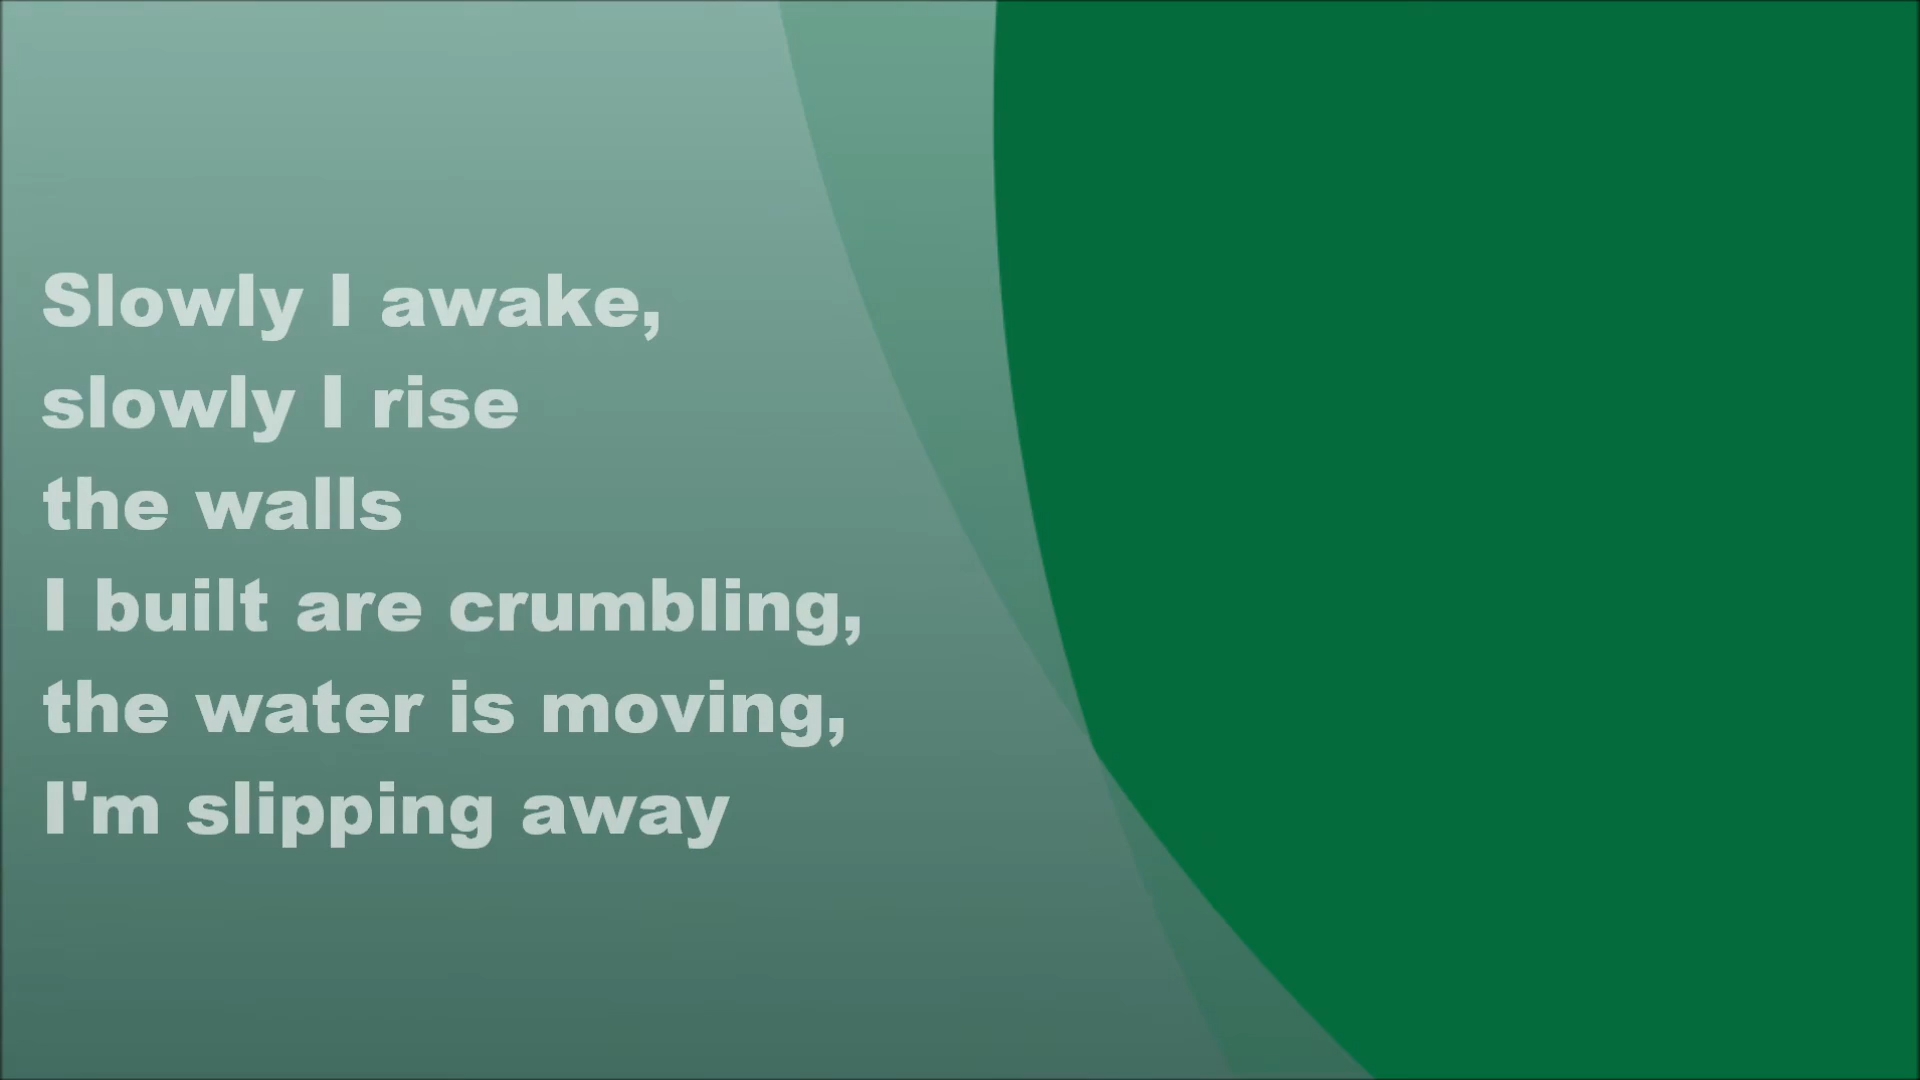 Slowly I awake,
slowly I rise
the walls
I built are crumbling,
the water is moving,
I'm slipping away